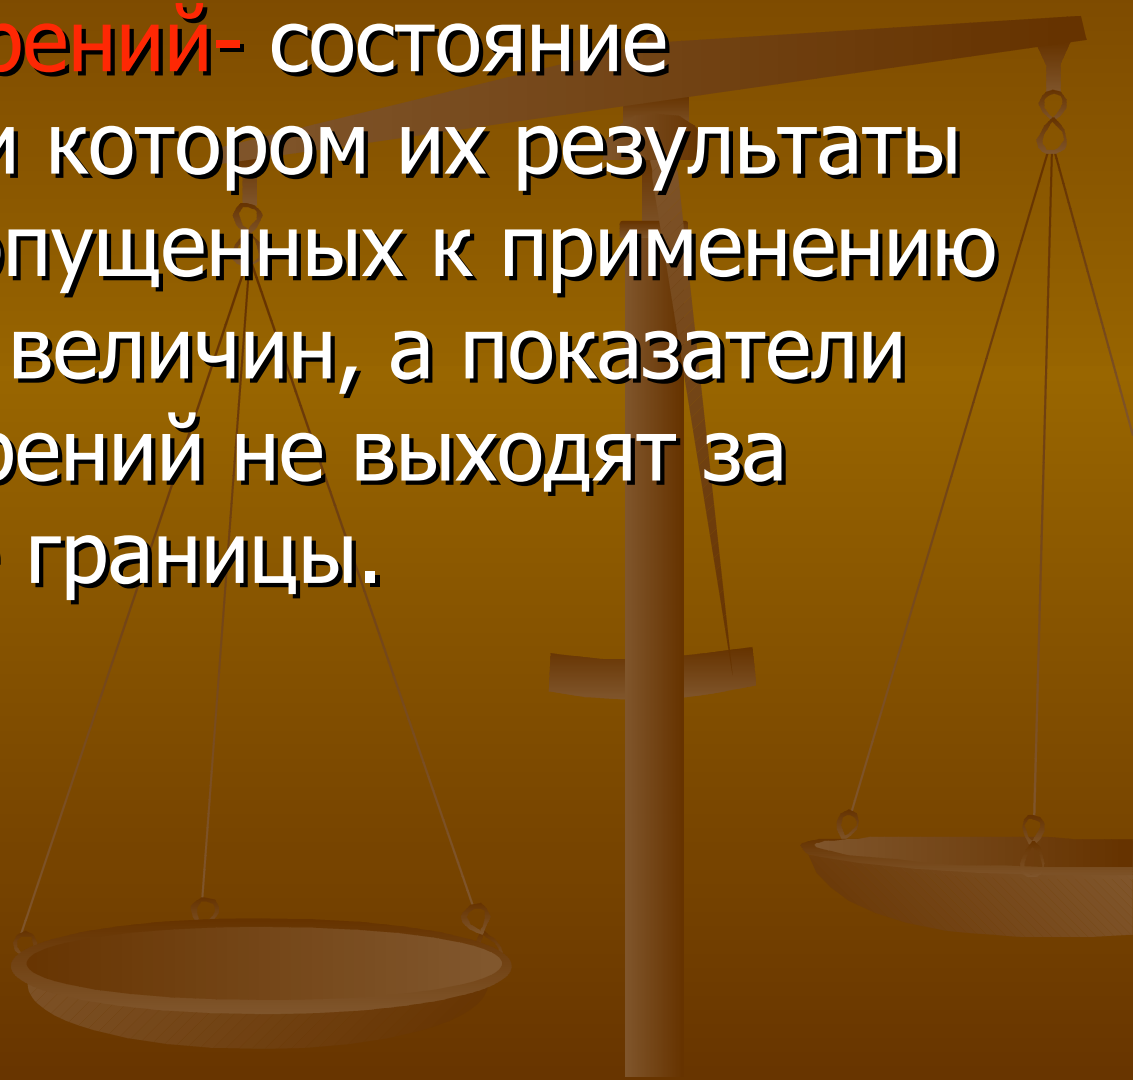 рений- состояние
и котором их результаты
опущенных к применению
величин, а показатели
рений не выходят за
е границы.